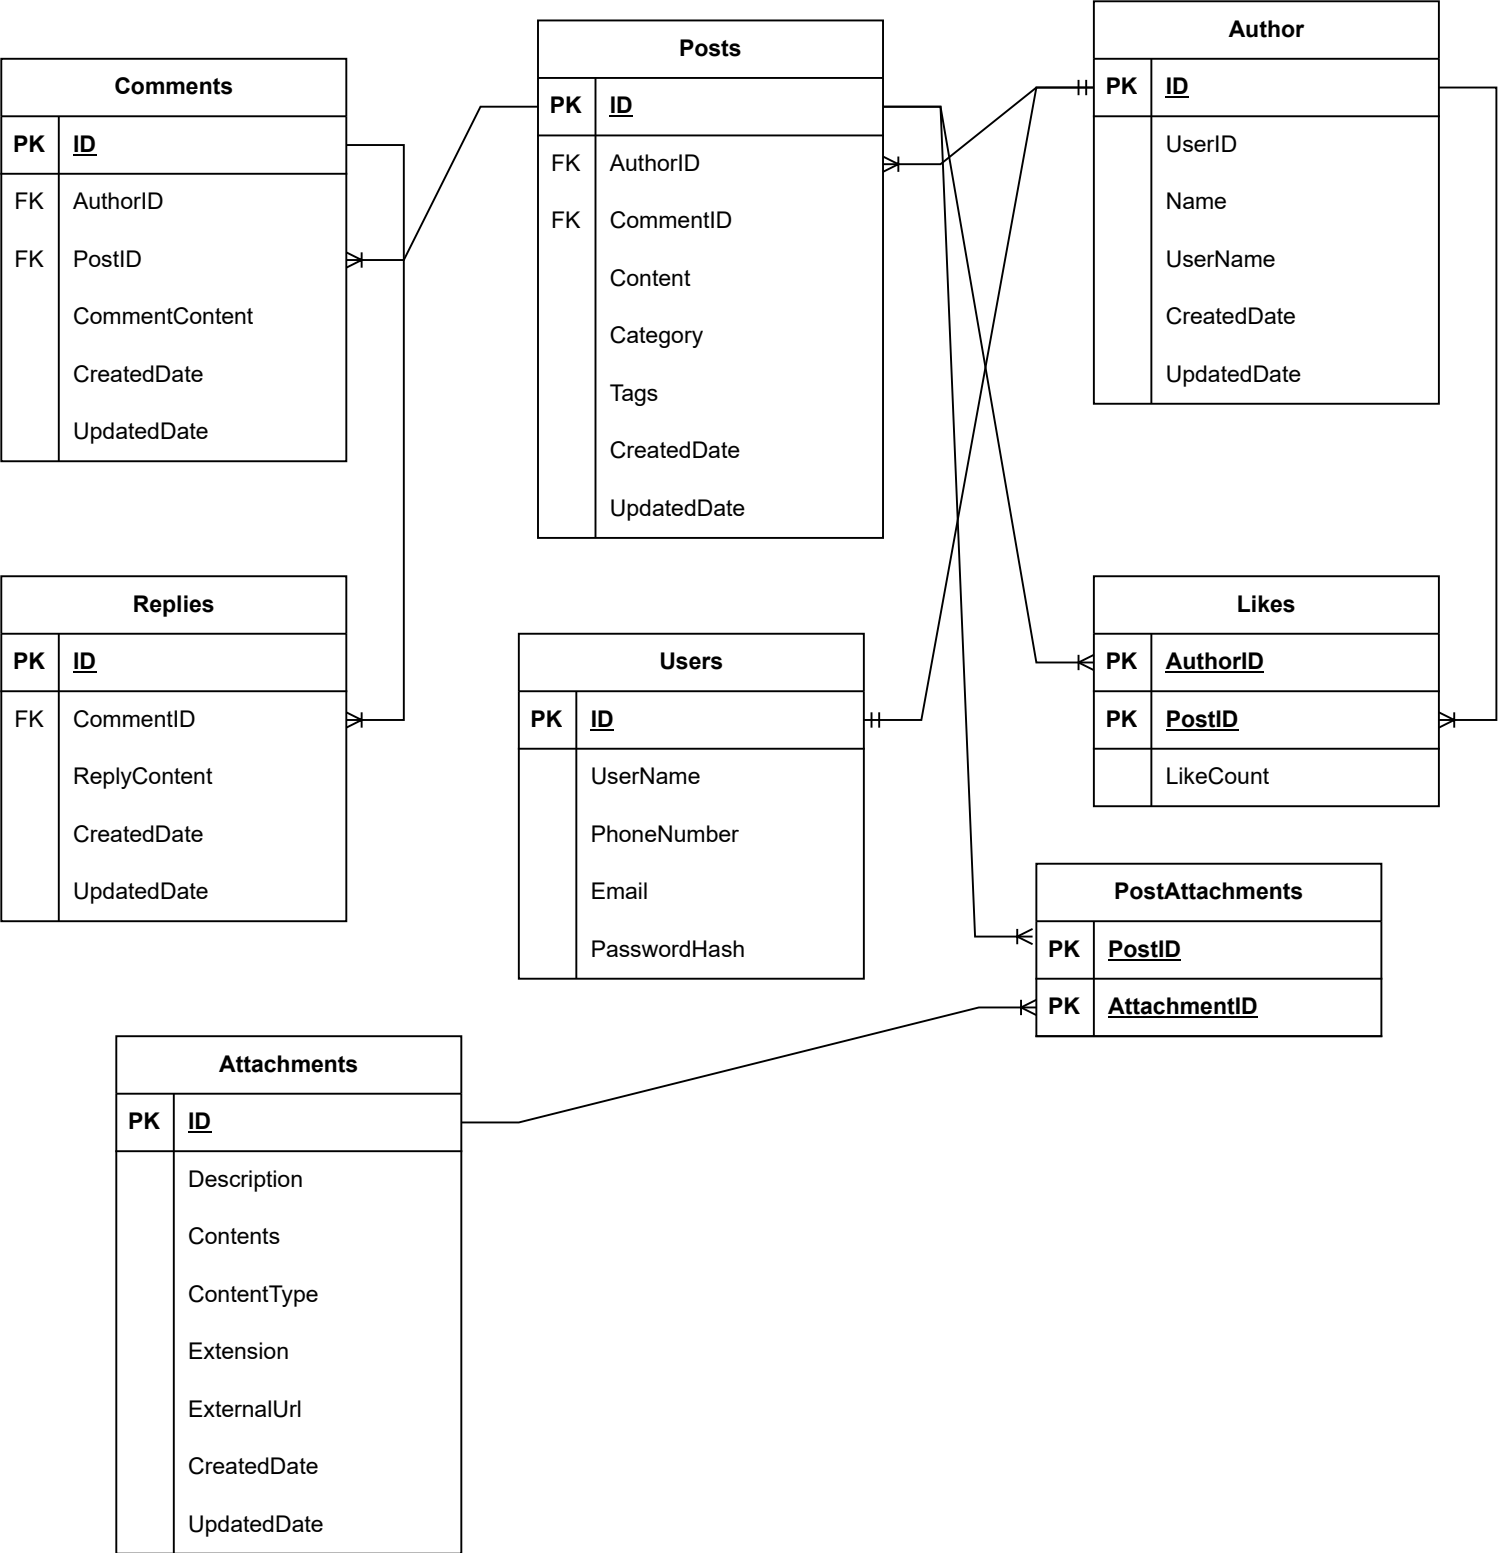 Comments
PK ID
FK AuthorID
FK PostID
CommentContent
CreatedDate
UpdatedDate
Posts
PK ID
FK AuthorID
FK CommentID
Content
Category
Tags
CreatedDate
UpdatedDate
Author
PK ID
UserID
Name
UserName
CreatedDate
UpdatedDate
Replies
PK ID
FK CommentID
ReplyContent
CreatedDate
UpdatedDate
Users
PK ID
UserName
PhoneNumber
Email
PasswordHash
Likes
PK AuthorID
PK PostID
LikeCount
PostAttachments
PK PostID
PK AttachmentID
Attachments
PK ID
Description
Contents
ContentType
Extension
ExternalUrl
CreatedDate
UpdatedDate